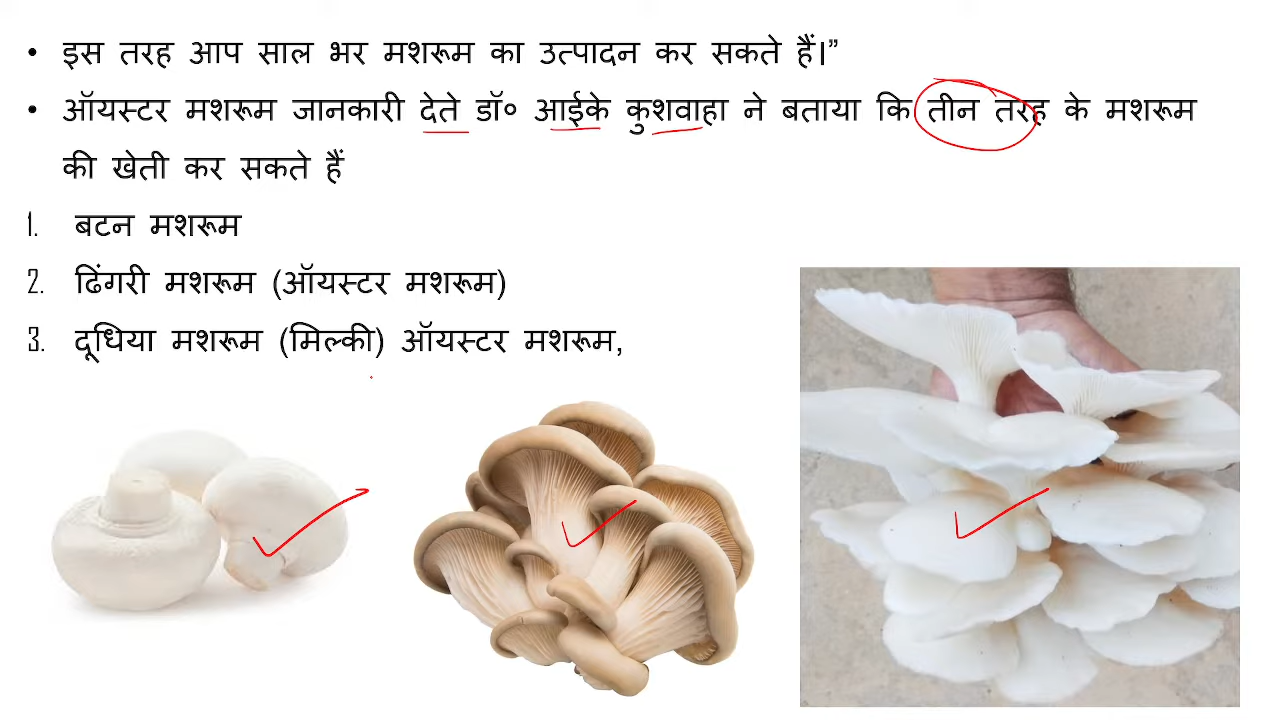 • इस तरह आप साल भर मशरूम का उत्पादन कर सकते हैं।”
• ऑयस्टर मशरूम जानकारी देते डॉ॰ आईके कुशवाहा ने बताया कि तीन तरह के मशरूम
की खेती कर सकते हैं
1. बटन मशरूम
2. ढिंगरी मशरूम (ऑयस्टर मशरूम)
3. दूधिया मशरूम (मिल्की) ऑयस्टर मशरूम,